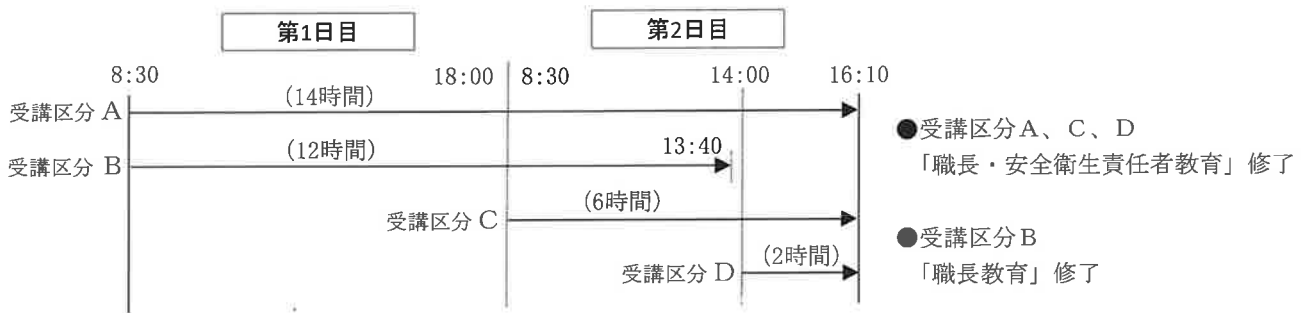 第1日目
第2日目
8:30
18:00
8:30
14:00
16:10
受講区分A
(14時間)
受講区分 B
(12時間)
13:40
受講区分 C
(6時間)
受講区分 D
(2時間)
●受講区分A、C、D
「職長・安全衛生責任者教育」修了
●受講区分B
「職長教育」修了